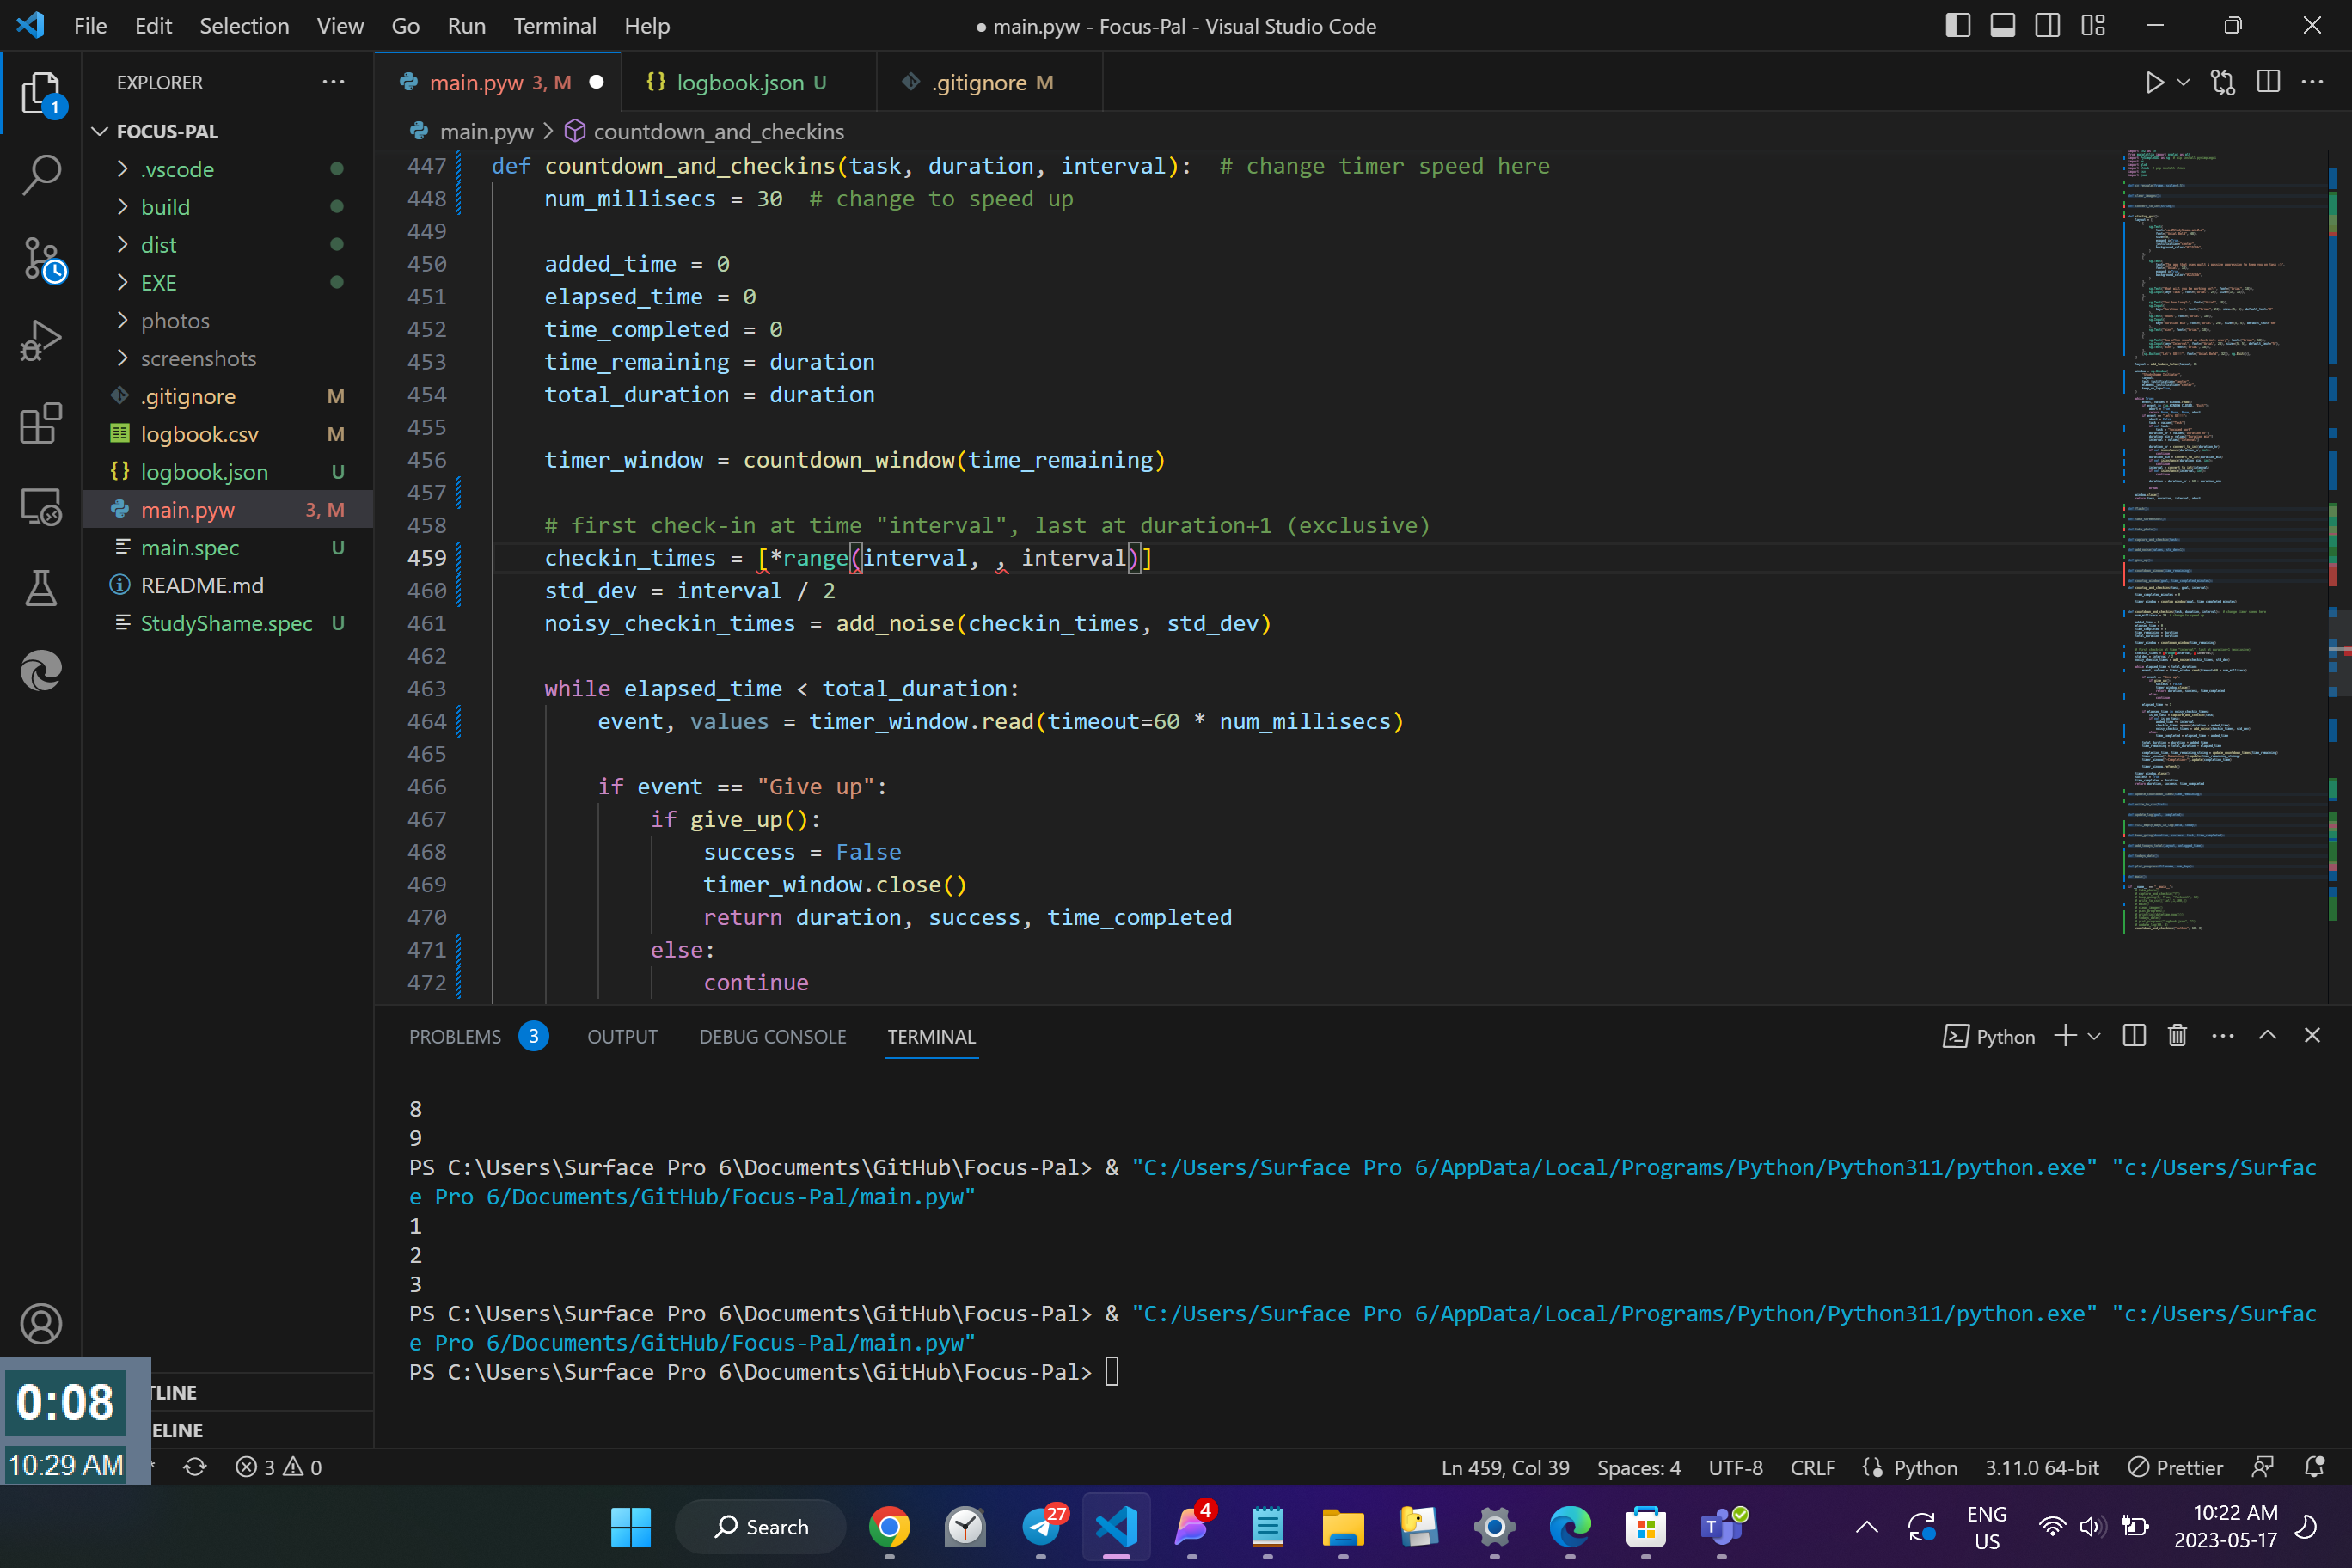 File Edit Selection View Go Run Terminal Help
● main.pyw - Focus-Pal - Visual Studio Code
EXPLORER
main.pyw 3, M
{} logbook.json U
.gitignore M
1
FOCUS-PAL
.vscode
build
dist
EXE
photos
screenshots
.gitignore M
logbook.csv M
{} logbook.json U
main.pyw 3, M
main.spec U
README.md
StudyShame.spec U
main.pyw > countdown_and_checkins
447 def countdown_and_checkins(task, duration, interval):  # change timer speed here
448 num_millisecs = 30  # change to speed up
449
450 added_time = 0
451 elapsed_time = 0
452 time_completed = 0
453 time_remaining = duration
454 total_duration = duration
455
456 timer_window = countdown_window(time_remaining)
457
458 # first check-in at time "interval", last at duration+1 (exclusive)
459 checkin_times = [*range(interval, , interval)]
460 std_dev = interval / 2
461 noisy_checkin_times = add_noise(checkin_times, std_dev)
462
463 while elapsed_time < total_duration:
464 event, values = timer_window.read(timeout=60 * num_millisecs)
465
466 if event == "Give up":
467 if give_up():
468 success = False
469 timer_window.close()
470 return duration, success, time_completed
471 else:
472 continue
PROBLEMS 3 OUTPUT DEBUG CONSOLE TERMINAL
Python
8
9
PS C:\Users\Surface Pro 6\Documents\GitHub\Focus-Pal> & "C:/Users/Surface Pro 6/AppData/Local/Programs/Python/Python311/python.exe" "c:/Users/Surfac
e Pro 6/Documents/GitHub/Focus-Pal/main.pyw"
1
2
3
PS C:\Users\Surface Pro 6\Documents\GitHub\Focus-Pal> & "C:/Users/Surface Pro 6/AppData/Local/Programs/Python/Python311/python.exe" "c:/Users/Surfac
e Pro 6/Documents/GitHub/Focus-Pal/main.pyw"
PS C:\Users\Surface Pro 6\Documents\GitHub\Focus-Pal>
TLINE
ELINE
0:08
10:29 AM
3 0
Ln 459, Col 39 Spaces: 4 UTF-8 CRLF Python 3.11.0 64-bit Prettier
Search
27
4
ENG
US
10:22 AM
2023-05-17